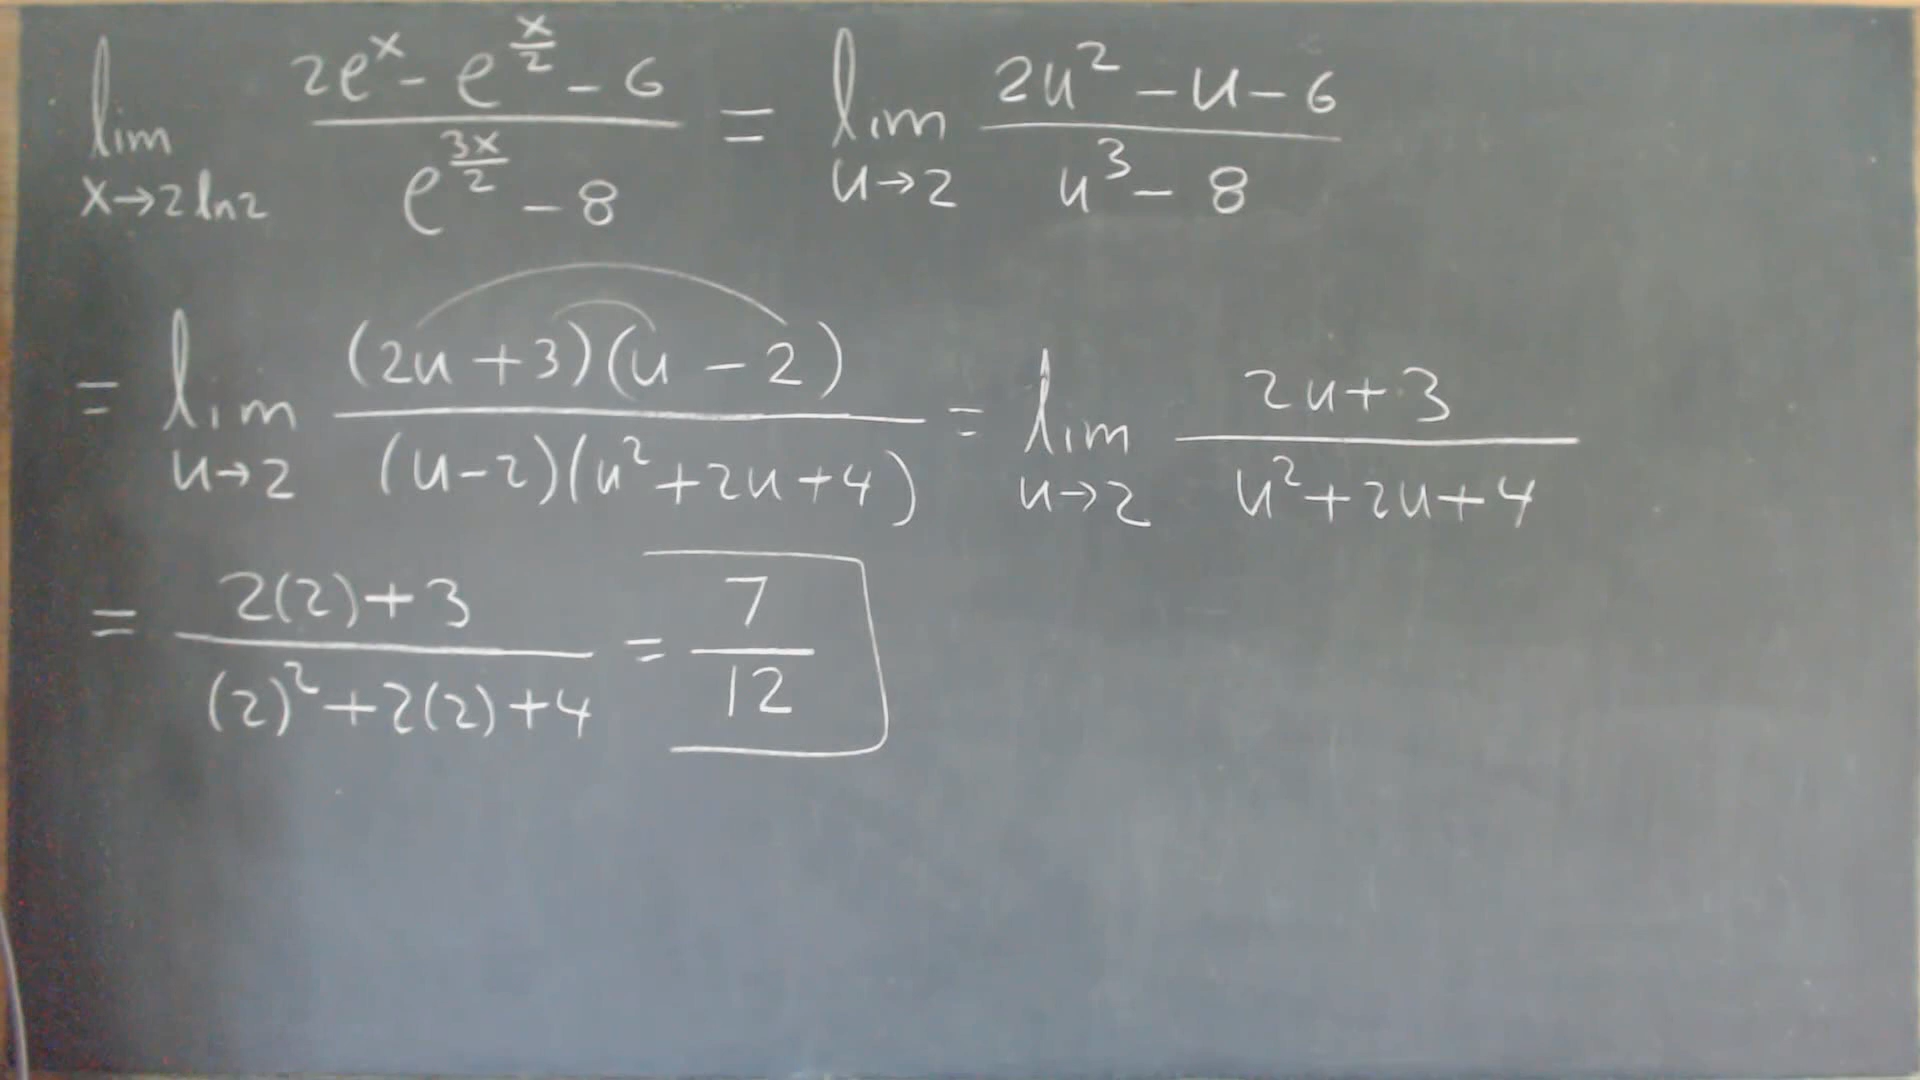 lim x→2ln2 (2e^x - e^(x/2) - 6)/(e^(3x/2) - 8) = lim u→2 (2u² - u - 6)/(u³ - 8)
= lim u→2 ((2u + 3)(u - 2))/((u-2)(u²+2u+4)) = lim u→2 (2u+3)/(u²+2u+4)
= (2(2)+3)/((2)²+2(2)+4) = 7/12